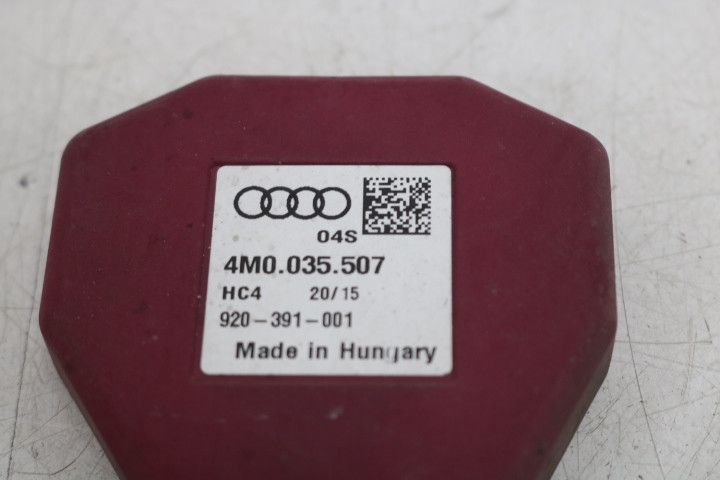 04S
4M0.035.507
HC4 20/15
920-391-001
Made in Hungary